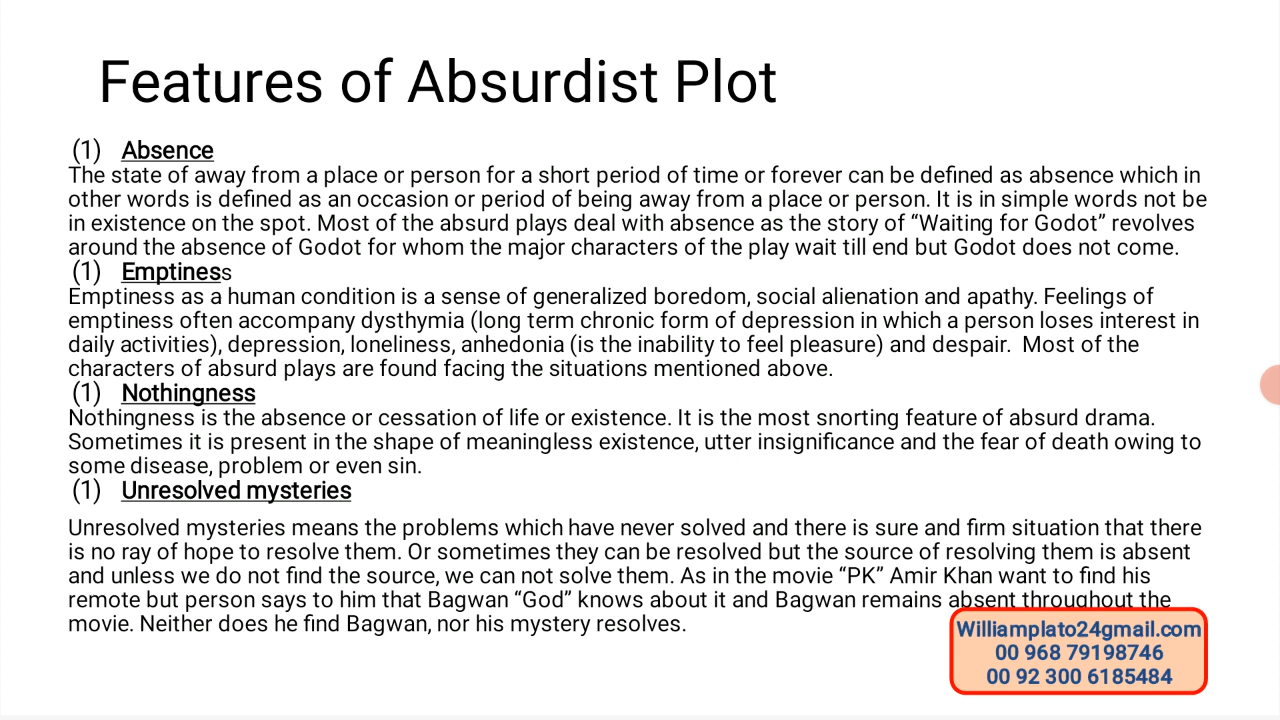 Features of Absurdist Plot
(1) Absence
The state of away from a place or person for a short period of time or forever can be defined as absence which in
other words is defined as an occasion or period of being away from a place or person. It is in simple words not be
in existence on the spot. Most of the absurd plays deal with absence as the story of “Waiting for Godot” revolves
around the absence of Godot for whom the major characters of the play wait till end but Godot does not come.
(1) Emptiness
Emptiness as a human condition is a sense of generalized boredom, social alienation and apathy. Feelings of
emptiness often accompany dysthymia (long term chronic form of depression in which a person loses interest in
daily activities), depression, loneliness, anhedonia (is the inability to feel pleasure) and despair.  Most of the
characters of absurd plays are found facing the situations mentioned above.
(1) Nothingness
Nothingness is the absence or cessation of life or existence. It is the most snorting feature of absurd drama.
Sometimes it is present in the shape of meaningless existence, utter insignificance and the fear of death owing to
some disease, problem or even sin.
(1) Unresolved mysteries
Unresolved mysteries means the problems which have never solved and there is sure and firm situation that there
is no ray of hope to resolve them. Or sometimes they can be resolved but the source of resolving them is absent
and unless we do not find the source, we can not solve them. As in the movie “PK” Amir Khan want to find his
remote but person says to him that Bagwan “God” knows about it and Bagwan remains absent throughout the
movie. Neither does he find Bagwan, nor his mystery resolves.
Williamplato24gmail.com
00 968 79198746
00 92 300 6185484